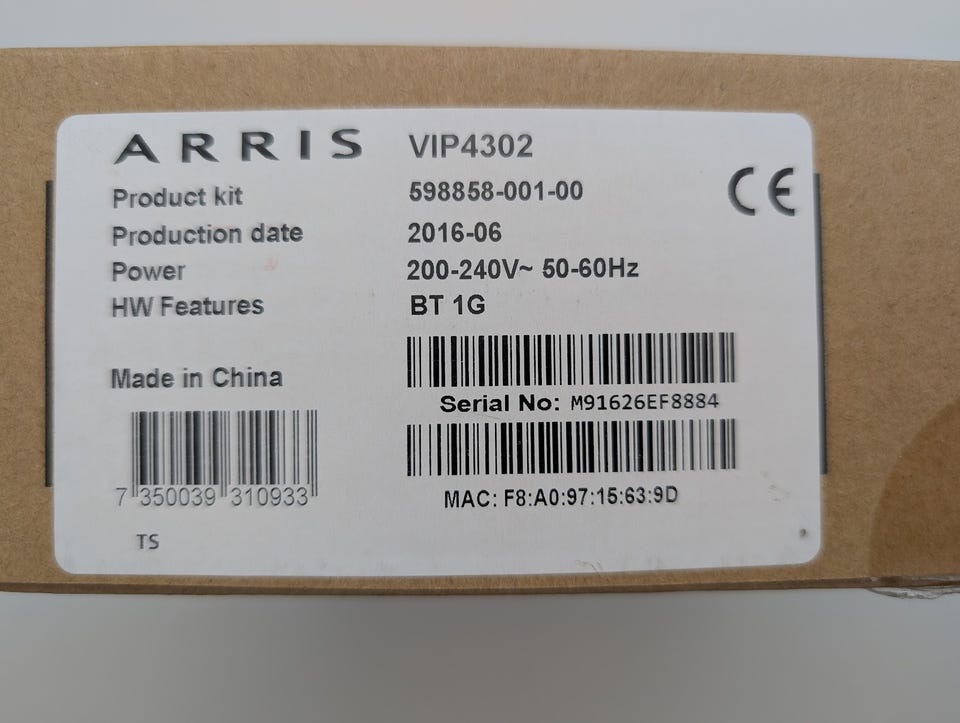 ARRIS VIP4302
Product kit 598858-001-00
Production date 2016-06
Power 200-240V~ 50-60Hz
HW Features BT 1G
CE
Made in China
Serial No: M91626EF8884
7 350039 310933
MAC: F8:A0:97:15:63:9D
TS